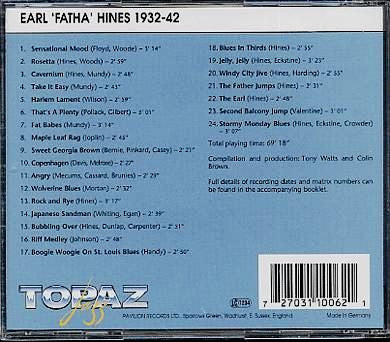 EARL 'FATHA' HINES 1932-42
1. Sensational Mood (Floyd, Woode) - 3' 14"
2. Rosetta (Hines, Woods) - 2' 59"
3. Cavernism (Hines, Mundy) - 2' 48"
4. Take It Easy (Mundy) - 2' 43"
5. Harlem Lament (Wilson) - 2' 59"
6. That's A Plenty (Pollack, Gilbert) - 3' 01"
7. Fat Babes (Mundy) - 3' 14"
8. Maple Leaf Rag (Joplin) - 2' 46"
9. Sweet Georgia Brown (Bernie, Pinkard, Casey) - 2' 21"
10. Copenhagen (Davis, Melrose) - 2' 27"
11. Angry (Mecums, Cassard, Brunies) - 2' 29"
12. Wolverine Blues (Mortan) - 2' 32"
13. Rock and Rye (Hines) - 3' 17"
14. Japanese Sandman (Whiting, Egan) - 2' 39"
15. Bubbling Over (Hines, Dunlap, Carpenter) - 2' 31"
16. Riff Medley (Johnson) - 2' 48"
17. Boogie Woogie On St. Louis Blues (Handy) - 2' 50"
18. Blues In Thirds (Hines) - 2' 55"
19. Jelly, Jelly (Hines, Eckstine) - 3' 23"
20. Windy City Jive (Hines, Harding) - 2' 55"
21. The Father Jumps (Hines) - 2' 31"
22. The Earl (Hines) - 2' 48"
23. Second Balcony Jump (Valentine) - 3' 01"
24. Stormy Monday Blues (Hines, Eckstine, Crowder)
- 3' 07"
Total playing time: 69' 18"
Compilation and production: Tony Watts and Colin
Brown.
Full details of recording dates and matrix numbers can
be found in the accompanying booklet.
TOPAZ
Jazz
PAVILION RECORDS LTD., Sparrows Green, Wadhurst, E. Sussex, England.
LC 1234
7 27031 10062 1
Made in Germany